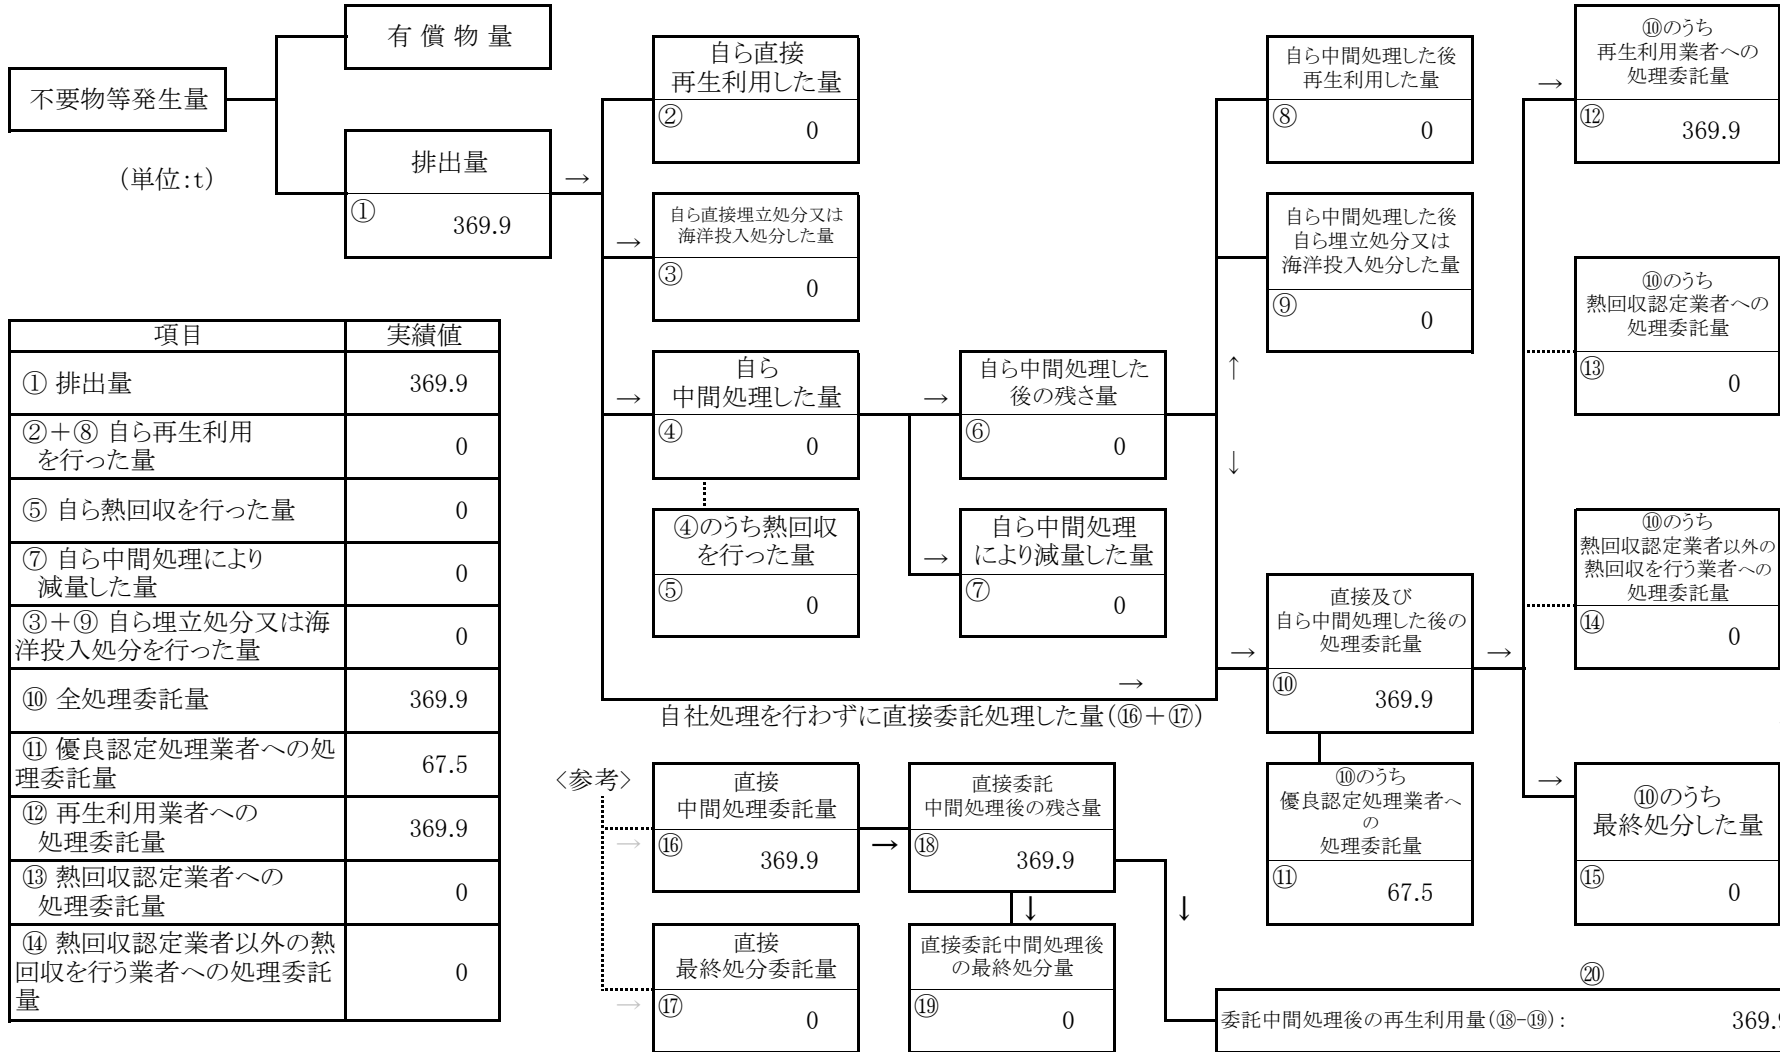 有 償 物 量
不要物等発生量
(単位:t)
排出量
①
369.9
→
自ら直接
再生利用した量
②
0
→
自ら直接埋立処分又は
海洋投入処分した量
③
0
→
自ら
中間処理した量
④
0
④のうち熱回収
を行った量
⑤
0
→
自ら中間処理した
後の残さ量
⑥
0
→
自ら中間処理
により減量した量
⑦
0
自ら中間処理した後
再生利用した量
⑧
0
自ら中間処理した後
自ら埋立処分又は
海洋投入処分した量
⑨
0
↑
↓
→
自社処理を行わずに直接委託処理した量(⑯+⑰)
→
直接及び
自ら中間処理した後の
処理委託量
⑩
369.9
→
⑩のうち
優良認定処理業者へ
の
処理委託量
⑪
67.5
→
⑩のうち
再生利用業者への
処理委託量
⑫
369.9
⑩のうち
熱回収認定業者への
処理委託量
⑬
0
⑩のうち
熱回収認定業者以外の
熱回収を行う業者への
処理委託量
⑭
0
→
⑩のうち
最終処分した量
⑮
0
項目 実績値
① 排出量 369.9
②+⑧ 自ら再生利用
を行った量 0
⑤ 自ら熱回収を行った量 0
⑦ 自ら中間処理により
減量した量 0
③+⑨ 自ら埋立処分又は海
洋投入処分を行った量 0
⑩ 全処理委託量 369.9
⑪ 優良認定処理業者への処
理委託量 67.5
⑫ 再生利用業者への
処理委託量 369.9
⑬ 熱回収認定業者への
処理委託量 0
⑭ 熱回収認定業者以外の熱
回収を行う業者への処理委託
量 0
<参考>
→
直接
中間処理委託量
⑯
369.9
→
直接委託
中間処理後の残さ量
⑱
369.9
↓
↓
→
直接
最終処分委託量
⑰
0
直接委託中間処理後
の最終処分量
⑲
0
⑳
委託中間処理後の再生利用量(⑱-⑲): 369.9